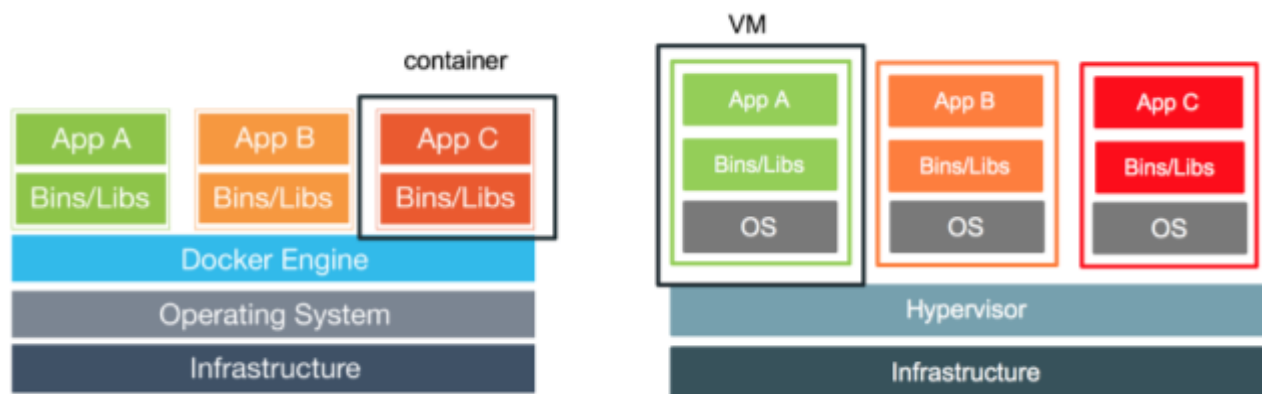 container
App A
App B
App C
Bins/Libs
Bins/Libs
Bins/Libs
Docker Engine
Operating System
Infrastructure
VM
App A
App B
App C
Bins/Libs
Bins/Libs
Bins/Libs
OS
OS
OS
Hypervisor
Infrastructure